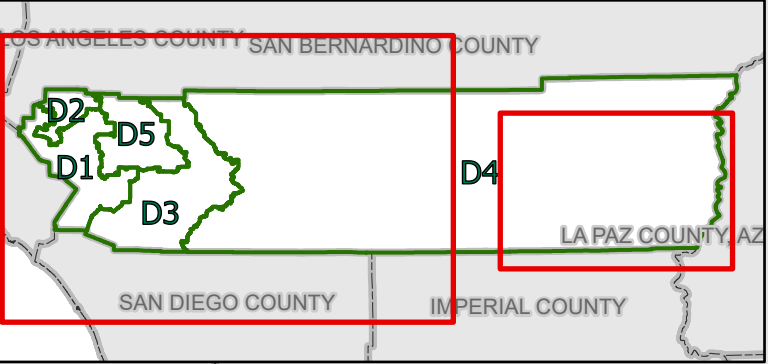 LOS ANGELES COUNTY
SAN BERNARDINO COUNTY
D2
D5
D1
D4
D3
LA PAZ COUNTY, AZ
SAN DIEGO COUNTY
IMPERIAL COUNTY